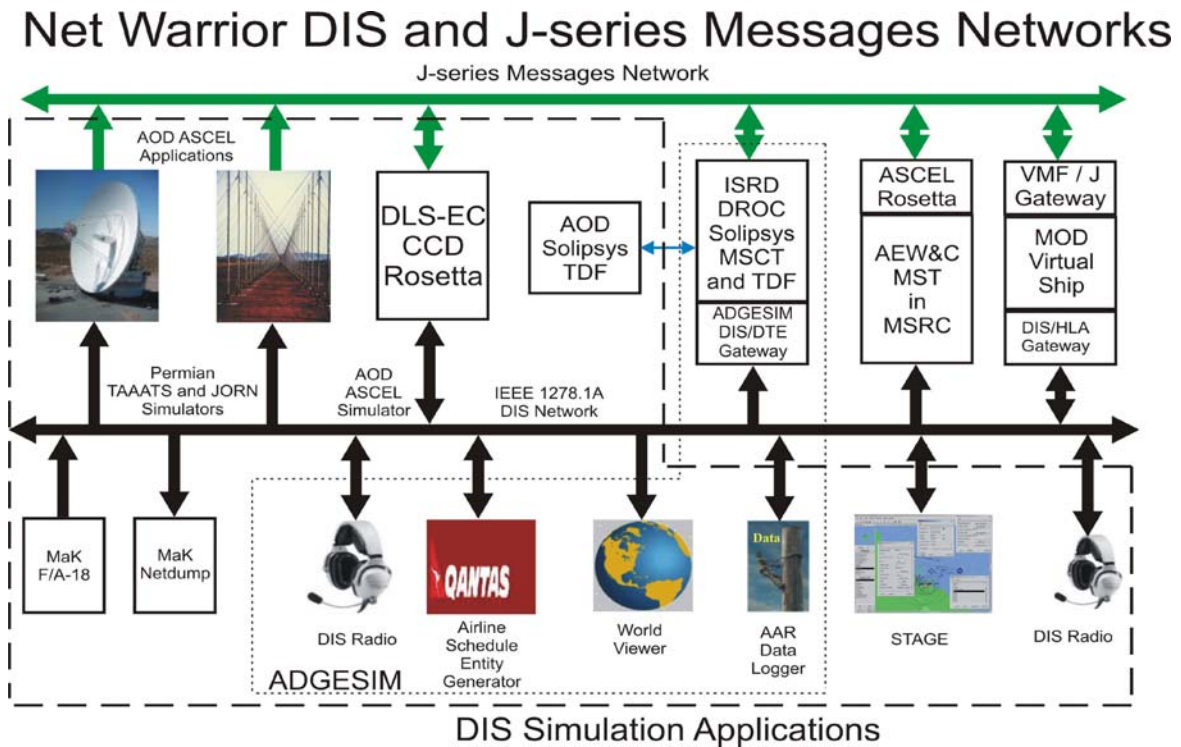 Net Warrior DIS and J-series Messages Networks
J-series Messages Network
AOD ASCEL
Applications
DLS-EC
CCD
Rosetta
AOD
Solipsys
TDF
ISRD
DROC
Solipsys
MSCT
and TDF
ADGESIM
DIS/DTE
Gateway
ASCEL
Rosetta
AEW&C
MST
in
MSRC
VMF / J
Gateway
MOD
Virtual
Ship
DIS/HLA
Gateway
Permian
TAAATS and JORN
Simulators
AOD
ASCEL
Simulator
IEEE 1278.1A
DIS Network
MaK
F/A-18
MaK
Netdump
DIS Radio
QANTAS
Airline
Schedule
Entity
Generator
World
Viewer
Data
AAR
Data
Logger
STAGE
DIS Radio
ADGESIM
DIS Simulation Applications